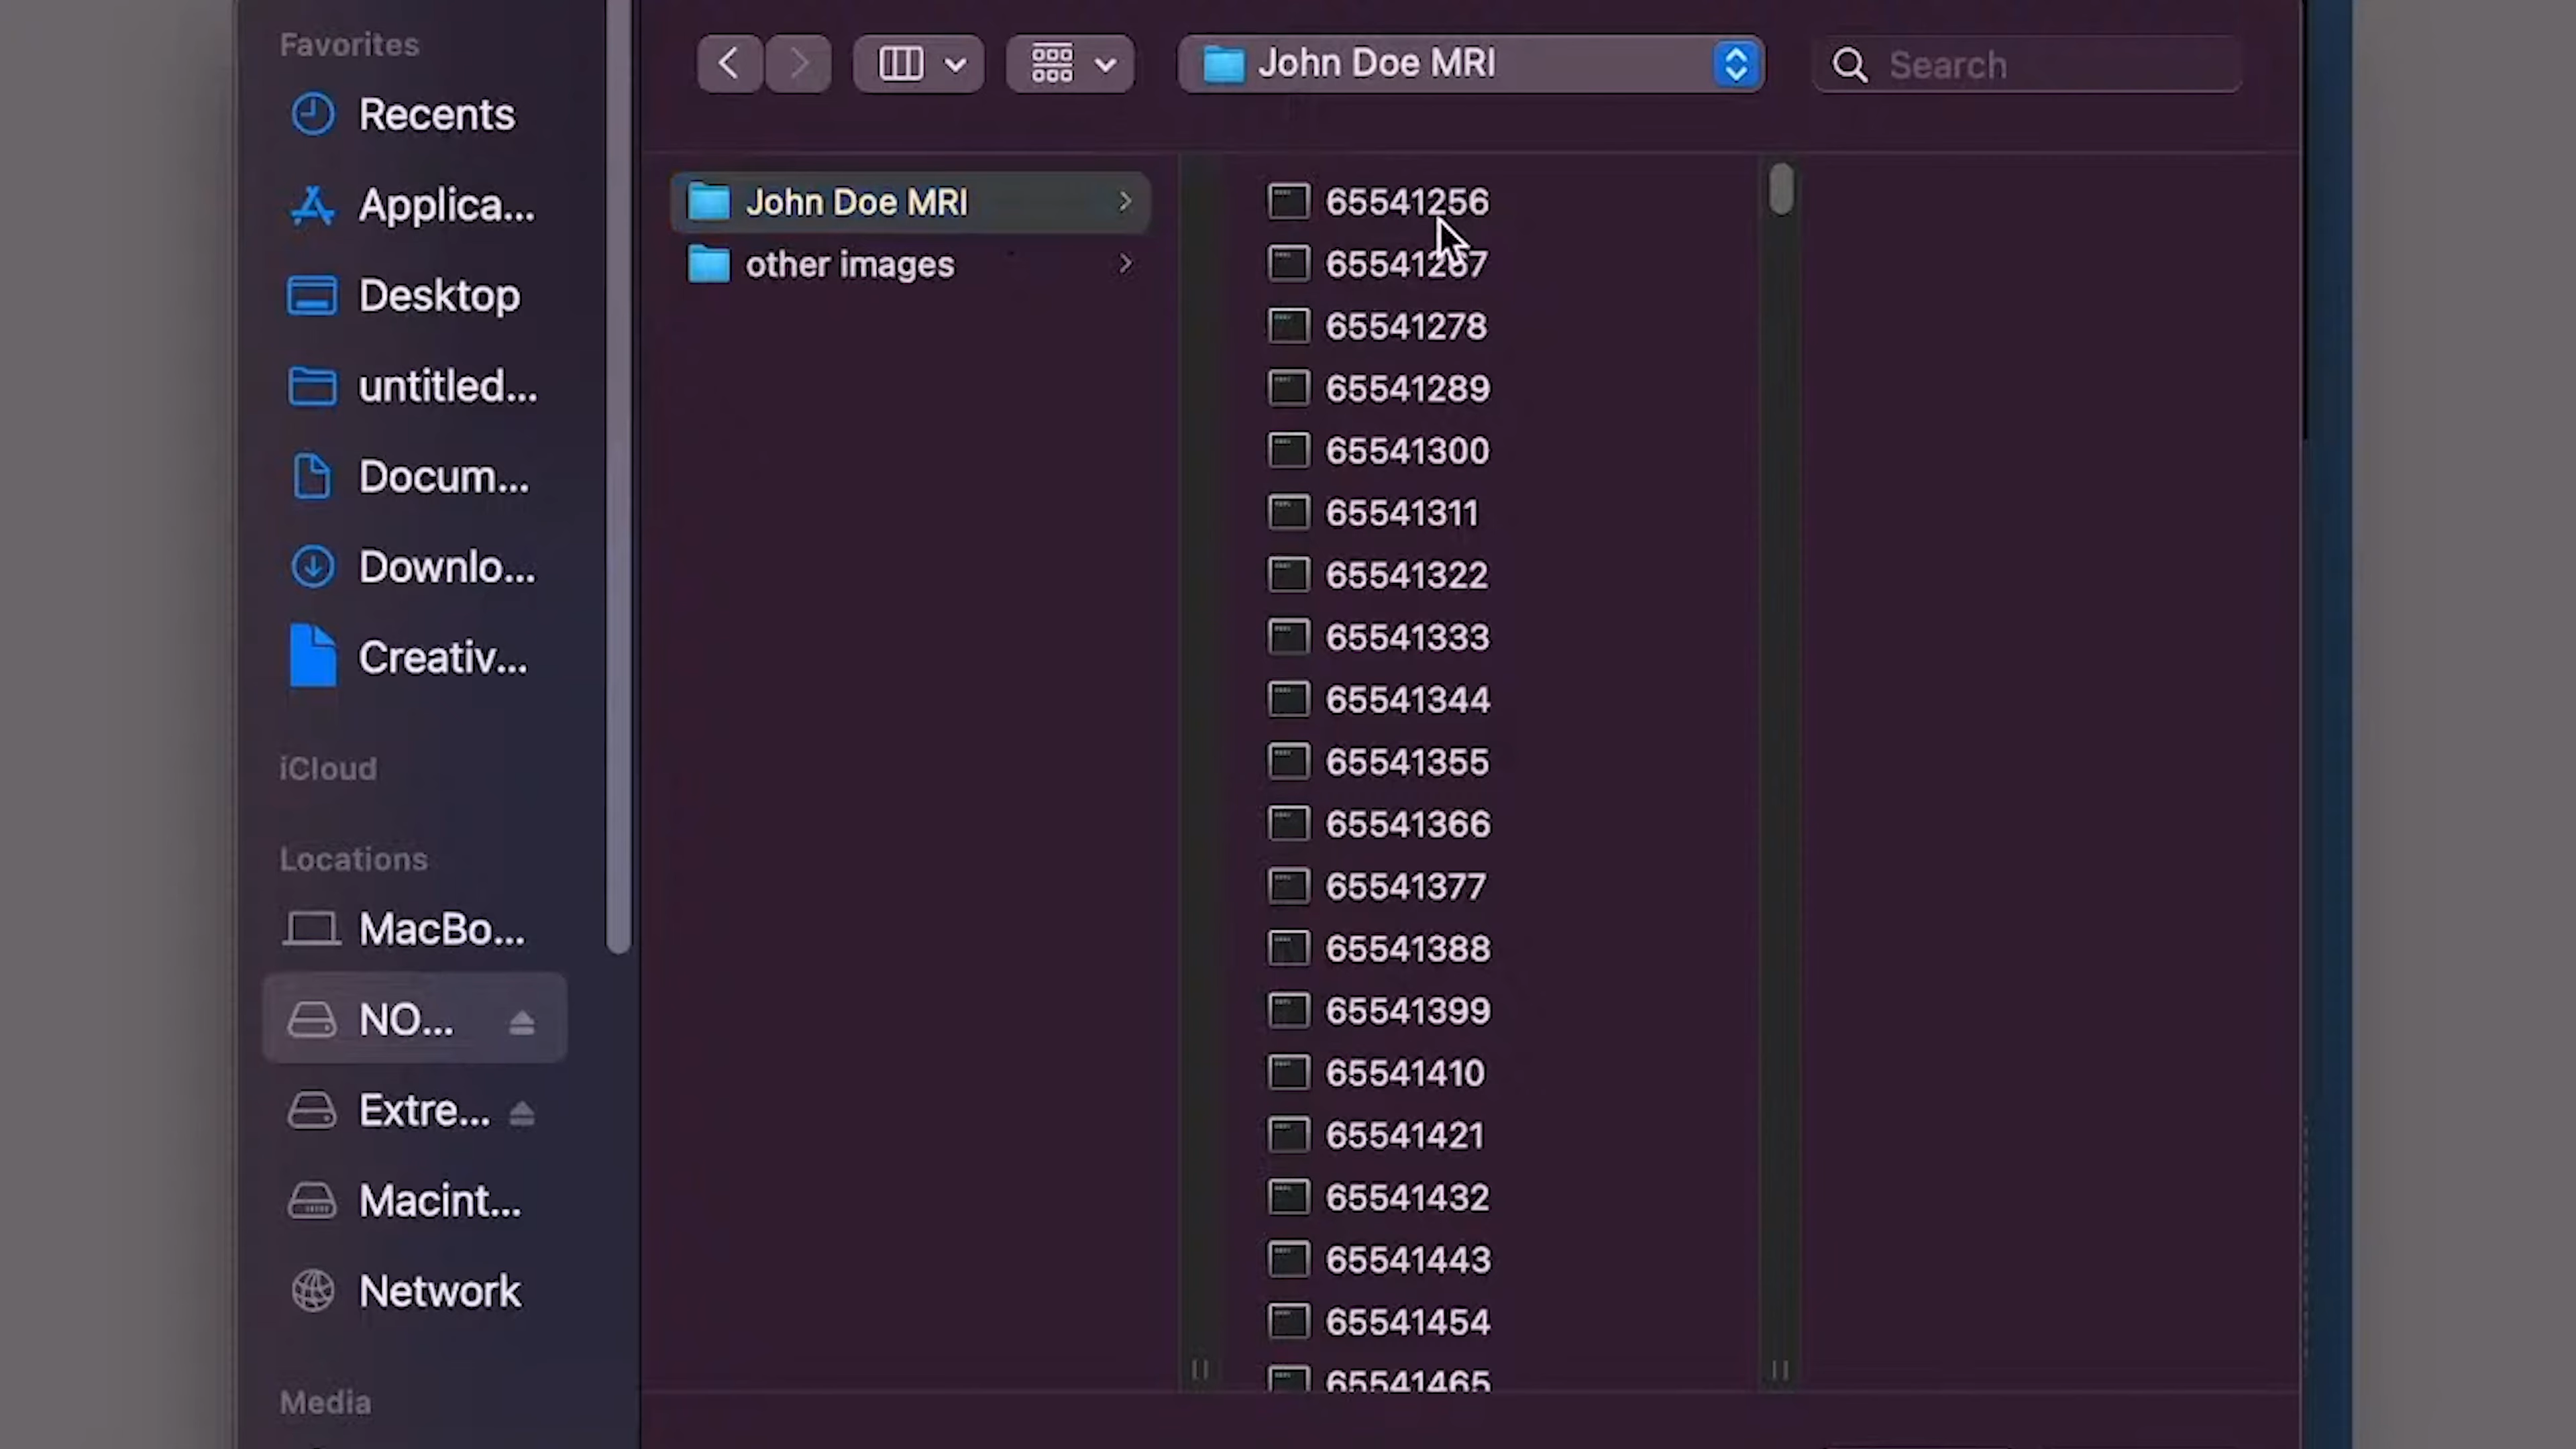 Favorites
Recents
Applica...
Desktop
untitled...
Docum...
Downlo...
Creativ...
iCloud
Locations
MacBo...
NO...
Extre...
Macint...
Network
Media
John Doe MRI
Search
John Doe MRI
other images
65541256
65541267
65541278
65541289
65541300
65541311
65541322
65541333
65541344
65541355
65541366
65541377
65541388
65541399
65541410
65541421
65541432
65541443
65541454
65541465